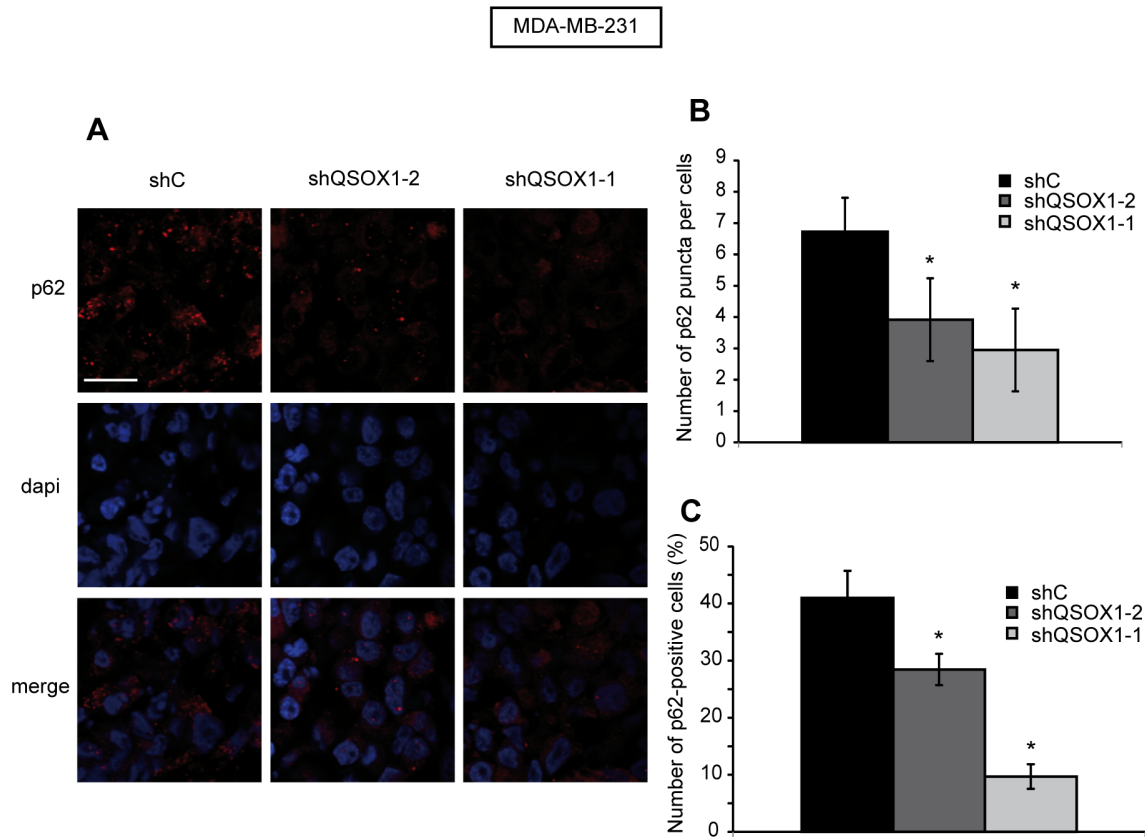 MDA-MB-231
A
shC shQSOX1-2 shQSOX1-1
p62
dapi
merge
B
Number of p62 puncta per cells
9
8
7
6
5
4
3
2
1
0
shC
shQSOX1-2
shQSOX1-1
*
*
C
Number of p62-positive cells (%)
50
40
30
20
10
0
shC
shQSOX1-2
shQSOX1-1
*
*